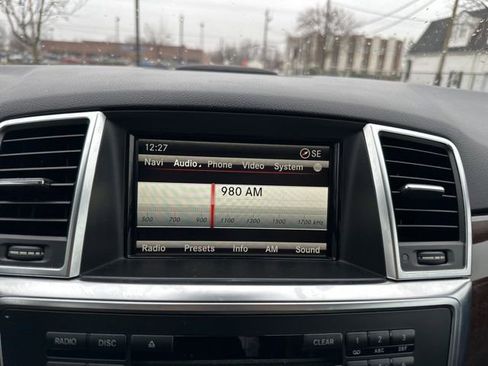 12:27 SE
Navi Audio Phone Video System
980 AM
500 700 900 1100 1300 1500 1700 kHz
Radio Presets Info AM Sound
RADIO DISC CLEAR 1 2 3
ABC DEF